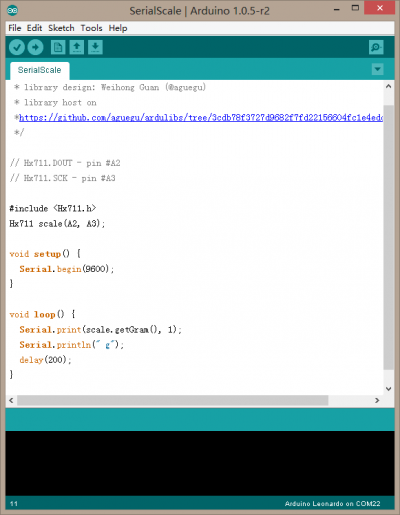 SerialScale | Arduino 1.0.5-r2
File Edit Sketch Tools Help
SerialScale
* library design: Weihong Guan (@aguegu)
* library host on
*https://github.com/aguegu/ardulibs/tree/3cdb78f3727d9682f7fd22156604fc1e4edc
*/
// Hx711.DOUT - pin #A2
// Hx711.SCK - pin #A3
#include <Hx711.h>
Hx711 scale(A2, A3);
void setup() {
Serial.begin(9600);
}
void loop() {
Serial.print(scale.getGram(), 1);
Serial.println(" g");
delay(200);
}
11
Arduino Leonardo on COM22